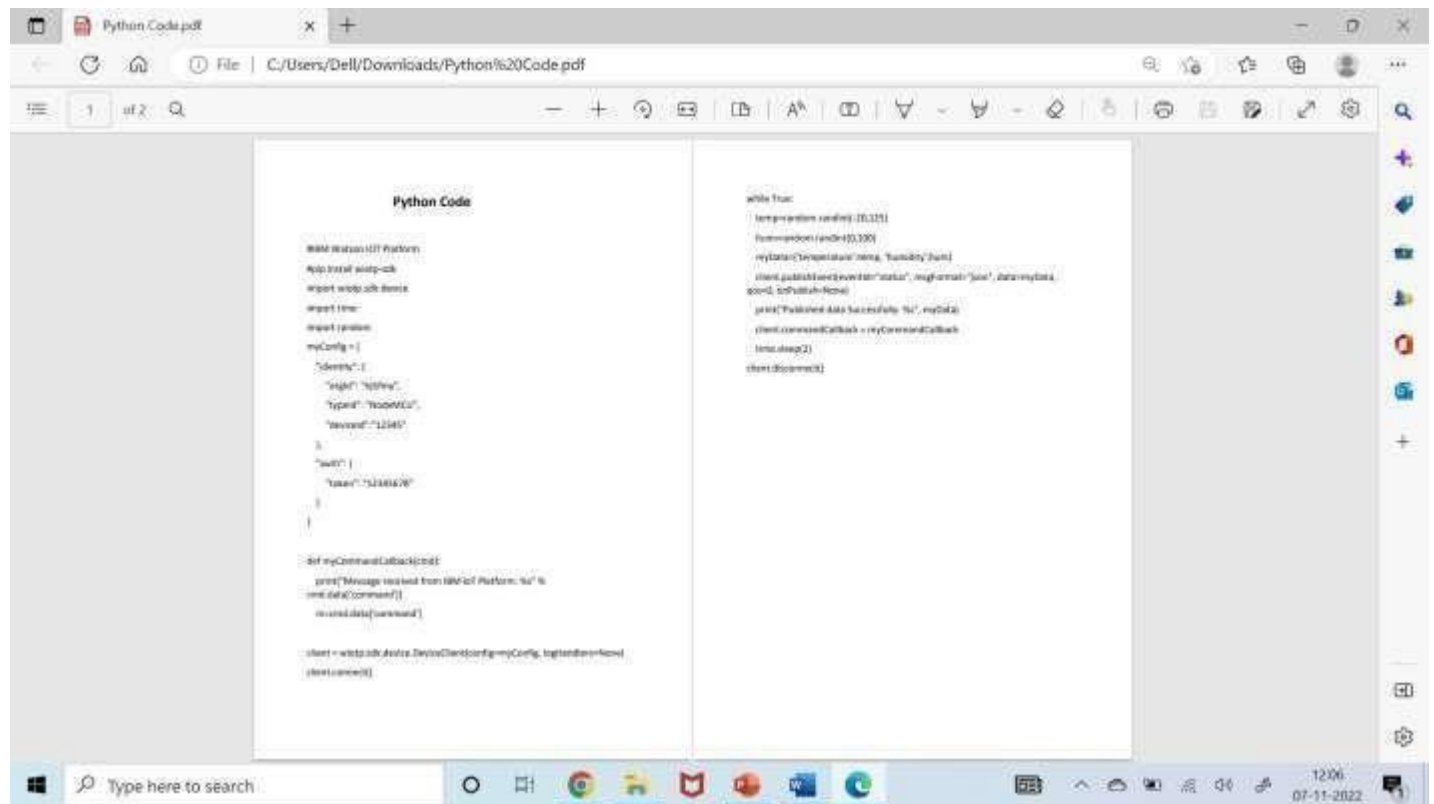 Python Code.pdf
File | C:/Users/Dell/Downloads/Python%20Code.pdf
1 of 2
Python Code
#IBM Watson IOT Platform
#pip install wiotp-sdk
import wiotp.sdk.device
import time
import random
myConfig = {
"identity": {
"orgId":
"typeId": "NodeMCU",
"deviceId":"12345"
},
"auth": {
"token": "12345678"
}
}
def myCommandCallback(cmd):
print("Message received from IBM IoT Platform: %s" %
cmd.data['command'])
m=cmd.data['command']
client = wiotp.sdk.device.DeviceClient(config=myConfig, logHandlers=None)
client.connect()
while True:
temp=random.randint(-20,125)
hum=random.randint(0,100)
myData={'temperature':temp, 'humidity':hum}
client.publishEvent(eventId="status", msgFormat="json", data=myData,
qos=0, onPublish=None)
print("Published data Successfully: %s", myData)
client.commandCallback = myCommandCallback
time.sleep(2)
client.disconnect()
Type here to search
12:06
07-11-2022